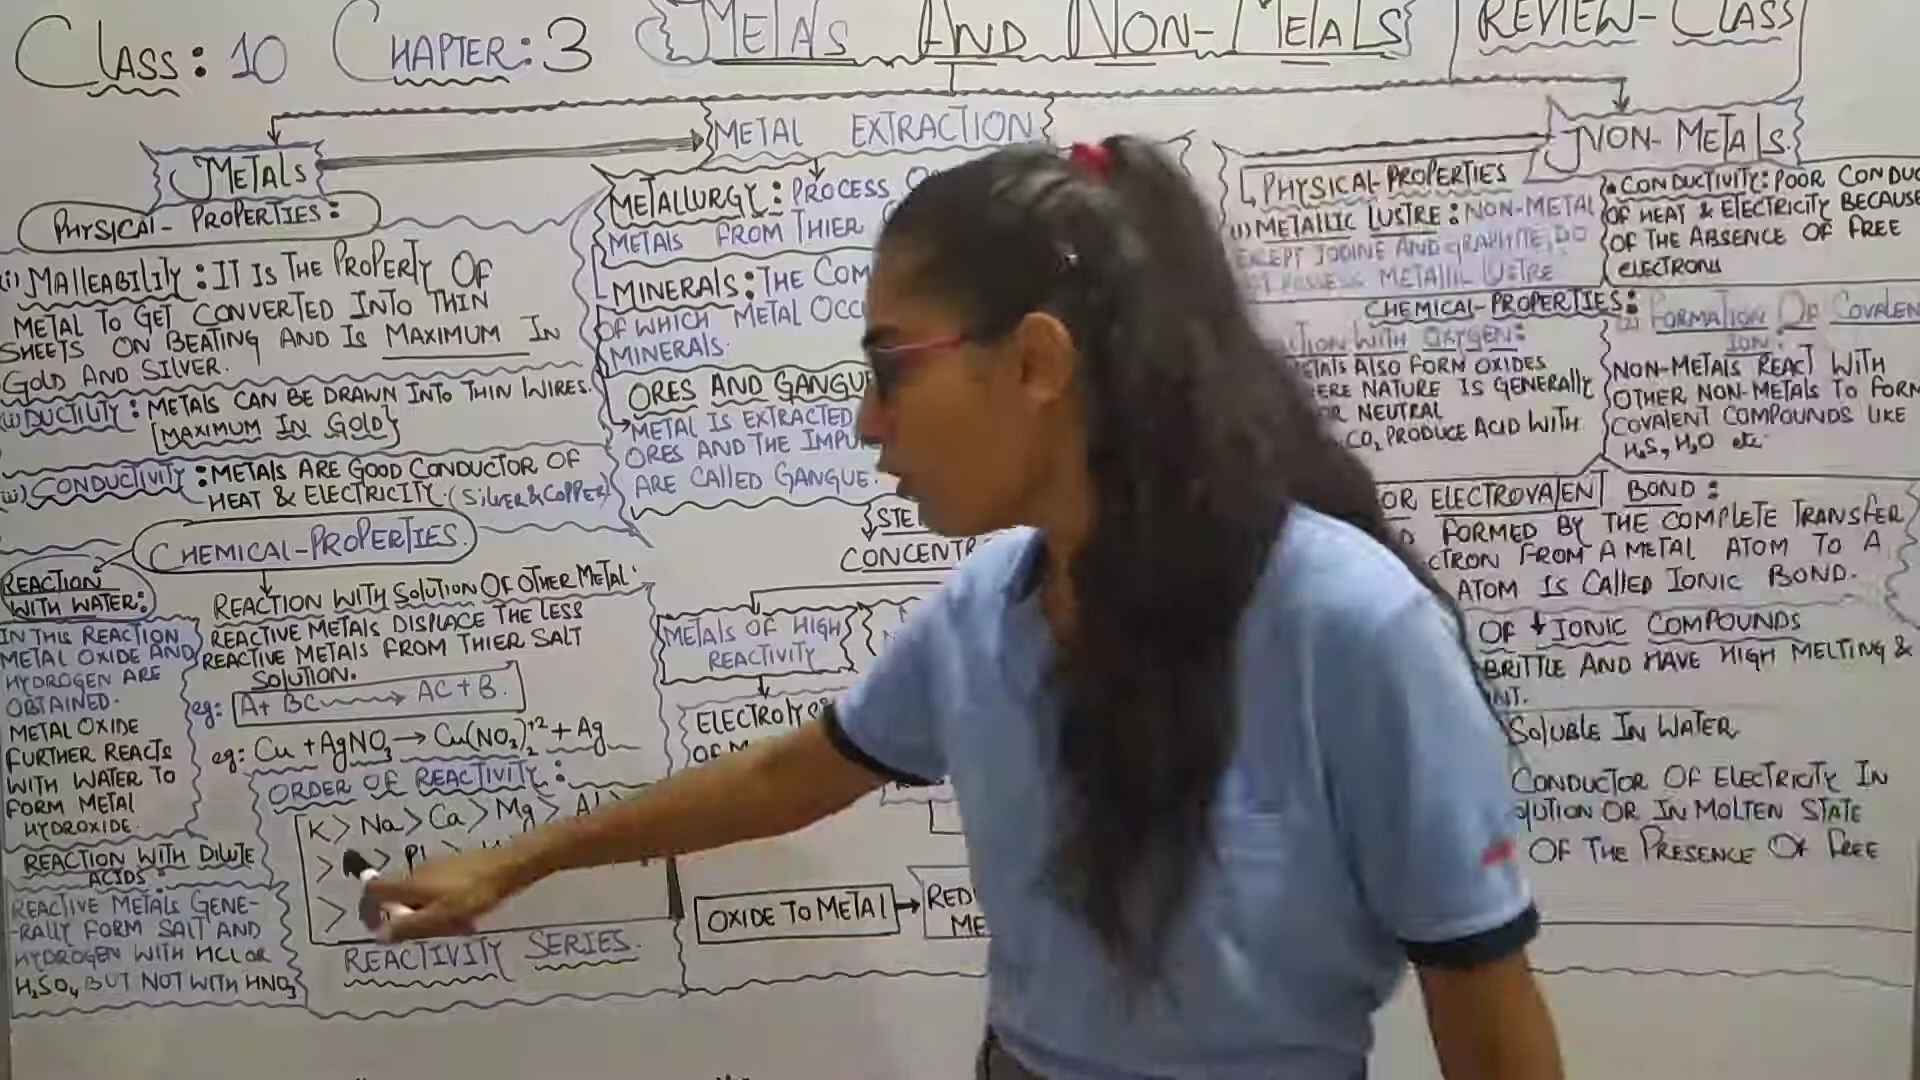 CLASS: 10 CHAPTER: 3 METALS AND NON-METALS REVIEW-CLASS
METALS
PHYSICAL-PROPERTIES:
(i) MALLEABILITY: IT IS THE PROPERTY OF
METAL TO GET CONVERTED INTO THIN
SHEETS ON BEATING AND IS MAXIMUM IN
GOLD AND SILVER.
(ii) DUCTILITY: METALS CAN BE DRAWN INTO THIN WIRES.
[MAXIMUM IN GOLD]
(iii) CONDUCTIVITY: METALS ARE GOOD CONDUCTOR OF
HEAT & ELECTRICITY. (SILVER & COPPER)
CHEMICAL-PROPERTIES.
REACTION
WITH WATER:
IN THIS REACTION
METAL OXIDE AND
HYDROGEN ARE
OBTAINED.
METAL OXIDE
FURTHER REACTS
WITH WATER TO
FORM METAL
HYDROXIDE.
REACTION WITH DILUTE
ACIDS:
REACTIVE METALS GENE-
-RALLY FORM SALT AND
HYDROGEN WITH HCL OR
H₂SO₄ BUT NOT WITH HNO₃
REACTION WITH SOLUTION OF OTHER METAL:
REACTIVE METALS DISPLACE THE LESS
REACTIVE METALS FROM THIER SALT
SOLUTION.
eg: A+ BC → AC + B.
eg: Cu + AgNO₃ → Cu(NO₃)₂⁺² + Ag
ORDER OF REACTIVITY:
K > Na > Ca > Mg > Al >
> >
>
REACTIVITY SERIES.
METAL EXTRACTION
METALLURGY: PROCESS
METALS FROM THIER
MINERALS: THE
OF WHICH METAL
MINERALS.
ORES AND GANGUE
METAL IS EXTRACTED
ORES AND THE
ARE CALLED GANGUE.
METALS OF HIGH
REACTIVITY
OXIDE TO METAL
NON-METALS.
PHYSICAL-PROPERTIES
(i) METALLIC LUSTRE: NON-METAL
EXCEPT IODINE AND GRAPHITE, DO
POSSESS METALLIC LUSTRE
CONDUCTIVITY: POOR
OF HEAT & ELECTRICITY BECAUSE
OF THE ABSENCE OF FREE
ELECTRONS
CHEMICAL-PROPERTIES:
WITH OXYGEN:
ALSO FORM OXIDES
NATURE IS GENERALLY
OR NEUTRAL
CO₂ PRODUCE ACID WITH
(2) FORMATION OF
ION:
NON-METALS REACT WITH
OTHER NON-METALS TO FORM
COVALENT COMPOUNDS LIKE
H₂S, H₂O etc.
OR ELECTROVALENT BOND:
FORMED BY THE COMPLETE TRANSFER
FROM A METAL ATOM TO A
ATOM IS CALLED IONIC BOND.
OF IONIC COMPOUNDS
BRITTLE AND HAVE HIGH MELTING &
SOLUBLE IN WATER
CONDUCTOR OF ELECTRICITY IN
OR IN MOLTEN STATE
OF THE PRESENCE OF FREE